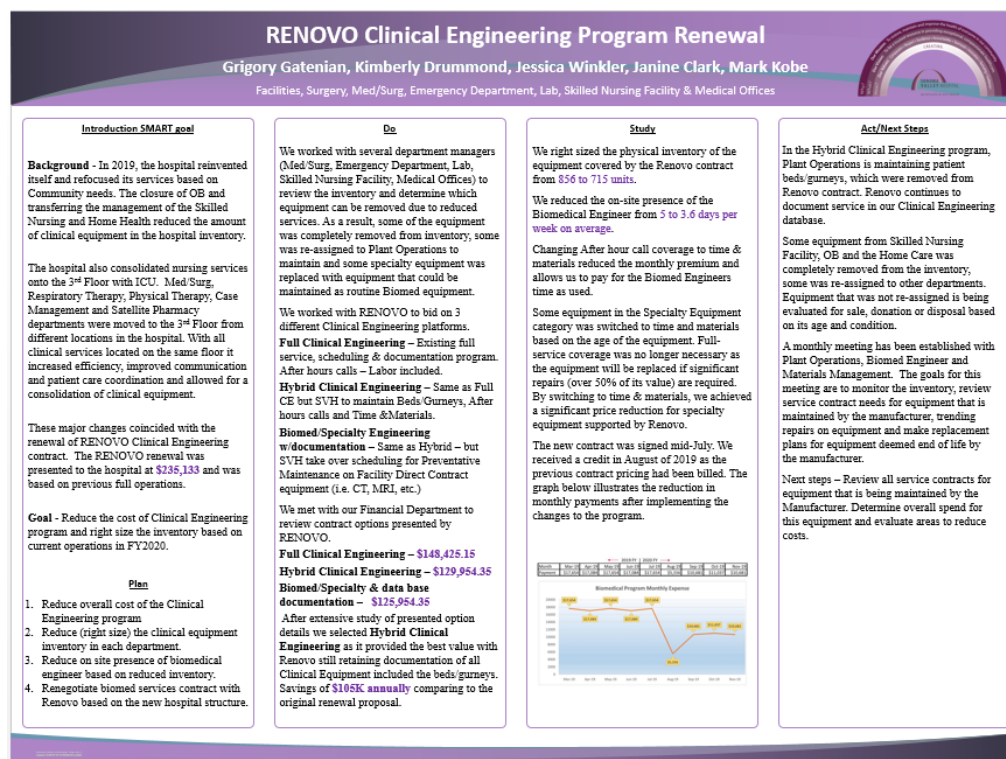 RENOVO Clinical Engineering Program Renewal
Grigory Gatenian, Kimberly Drummond, Jessica Winkler, Janine Clark, Mark Kobe
Facilities, Surgery, Med/Surg, Emergency Department, Lab, Skilled Nursing Facility & Medical Offices
Introduction SMART goal
Background - In 2019, the hospital reinvented
itself and refocused its services based on
Community needs. The closure of OB and
transferring the management of the Skilled
Nursing and Home Health reduced the amount
of clinical equipment in the hospital inventory.
The hospital also consolidated nursing services
onto the 3rd Floor with ICU. Med/Surg,
Respiratory Therapy, Physical Therapy, Case
Management and Satellite Pharmacy
departments were moved to the 3rd Floor from
different locations in the hospital. With all
clinical services located on the same floor it
increased efficiency, improved communication
and patient care coordination and allowed for a
consolidation of clinical equipment.
These major changes coincided with the
renewal of RENOVO Clinical Engineering
contract. The RENOVO renewal was
presented to the hospital at $235,133 and was
based on previous full operations.
Goal - Reduce the cost of Clinical Engineering
program and right size the inventory based on
current operations in FY2020.
Plan
1. Reduce overall cost of the Clinical
Engineering program
2. Reduce (right size) the clinical equipment
inventory in each department.
3. Reduce on site presence of biomedical
engineer based on reduced inventory.
4. Renegotiate biomed services contract with
Renovo based on the new hospital structure.
Do
We worked with several department managers
(Med/Surg, Emergency Department, Lab,
Skilled Nursing Facility, Medical Offices) to
review the inventory and determine which
equipment can be removed due to reduced
services. As a result, some of the equipment
was completely removed from inventory, some
was re-assigned to Plant Operations to
maintain and some specialty equipment was
replaced with equipment that could be
maintained as routine Biomed equipment.
We worked with RENOVO to bid on 3
different Clinical Engineering platforms.
Full Clinical Engineering – Existing full
service, scheduling & documentation program.
After hours calls – Labor included.
Hybrid Clinical Engineering – Same as Full
CE but SVH to maintain Beds/Gurneys, After
hours calls and Time &Materials.
Biomed/Specialty Engineering
w/documentation – Same as Hybrid – but
SVH take over scheduling for Preventative
Maintenance on Facility Direct Contract
equipment (i.e. CT, MRI, etc.)
We met with our Financial Department to
review contract options presented by
RENOVO.
Full Clinical Engineering – $148,425.15
Hybrid Clinical Engineering – $129,954.35
Biomed/Specialty & data base
documentation – $125,954.35
After extensive study of presented option
details we selected Hybrid Clinical
Engineering as it provided the best value with
Renovo still retaining documentation of all
Clinical Equipment included the beds/gurneys.
Savings of $105K annually comparing to the
original renewal proposal.
Study
We right sized the physical inventory of the
equipment covered by the Renovo contract
from 856 to 715 units.
We reduced the on-site presence of the
Biomedical Engineer from 5 to 3.6 days per
week on average.
Changing After hour call coverage to time &
materials reduced the monthly premium and
allows us to pay for the Biomed Engineers
time as used.
Some equipment in the Specialty Equipment
category was switched to time and materials
based on the age of the equipment. Full-
service coverage was no longer necessary as
the equipment will be replaced if significant
repairs (over 50% of its value) are required.
By switching to time & materials, we achieved
a significant price reduction for specialty
equipment supported by Renovo.
The new contract was signed mid-July. We
received a credit in August of 2019 as the
previous contract pricing had been billed. The
graph below illustrates the reduction in
monthly payments after implementing the
changes to the program.
Month Mar-19 Apr-19 May-19 Jun-19 Jul-19 Aug-19 Sep-19 Oct-19 Nov-19
Payment
Biomedical Program Monthly Expense
Mar-19 Apr-19 May-19 Jun-19 Jul-19 Aug-19 Sep-19 Oct-19 Nov-19
Act/Next Steps
In the Hybrid Clinical Engineering program,
Plant Operations is maintaining patient
beds/gurneys, which were removed from
Renovo contract. Renovo continues to
document service in our Clinical Engineering
database.
Some equipment from Skilled Nursing
Facility, OB and the Home Care was
completely removed from the inventory,
some was re-assigned to other departments.
Equipment that was not re-assigned is being
evaluated for sale, donation or disposal based
on its age and condition.
A monthly meeting has been established with
Plant Operations, Biomed Engineer and
Materials Management. The goals for this
meeting are to monitor the inventory, review
service contract needs for equipment that is
maintained by the manufacturer, trending
repairs on equipment and make replacement
plans for equipment deemed end of life by
the manufacturer.
Next steps – Review all service contracts for
equipment that is being maintained by the
Manufacturer. Determine overall spend for
this equipment and evaluate areas to reduce
costs.